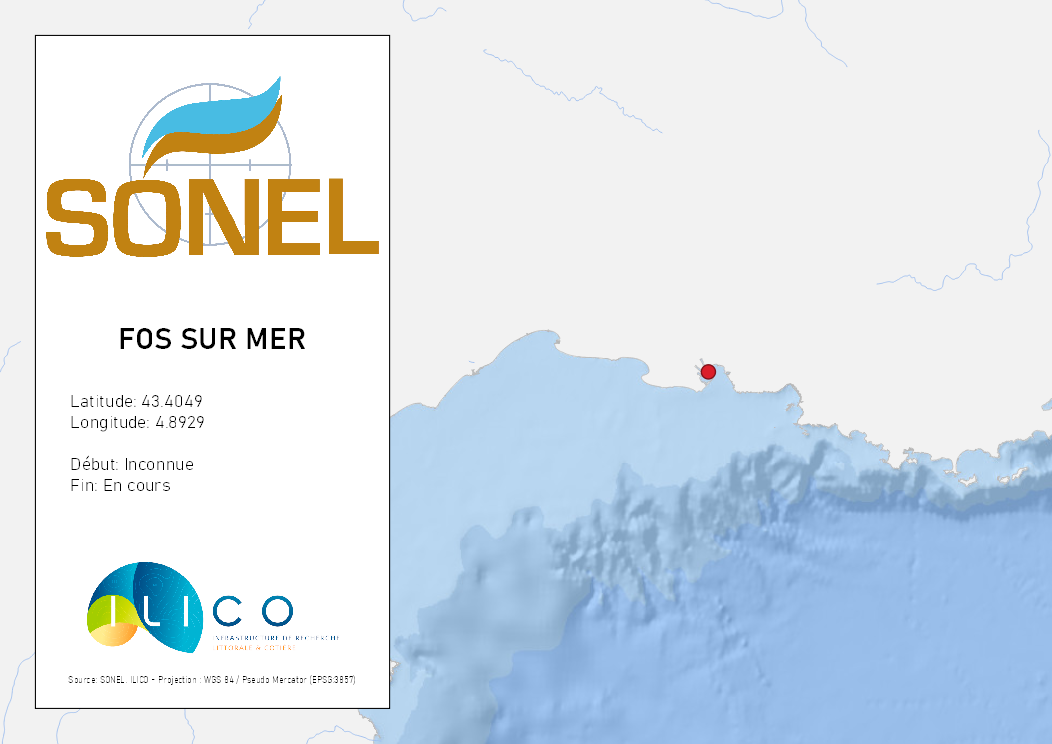 SONEL
FOS SUR MER
Latitude: 43.4049
Longitude: 4.8929
Début: Inconnue
Fin: En cours
ILICO
INFRASTRUCTURE DE RECHERCHE
LITTORALE & COTIERE
Source: SONEL, ILICO - Projection : WGS 84 / Pseudo Mercator (EPSG:3857)